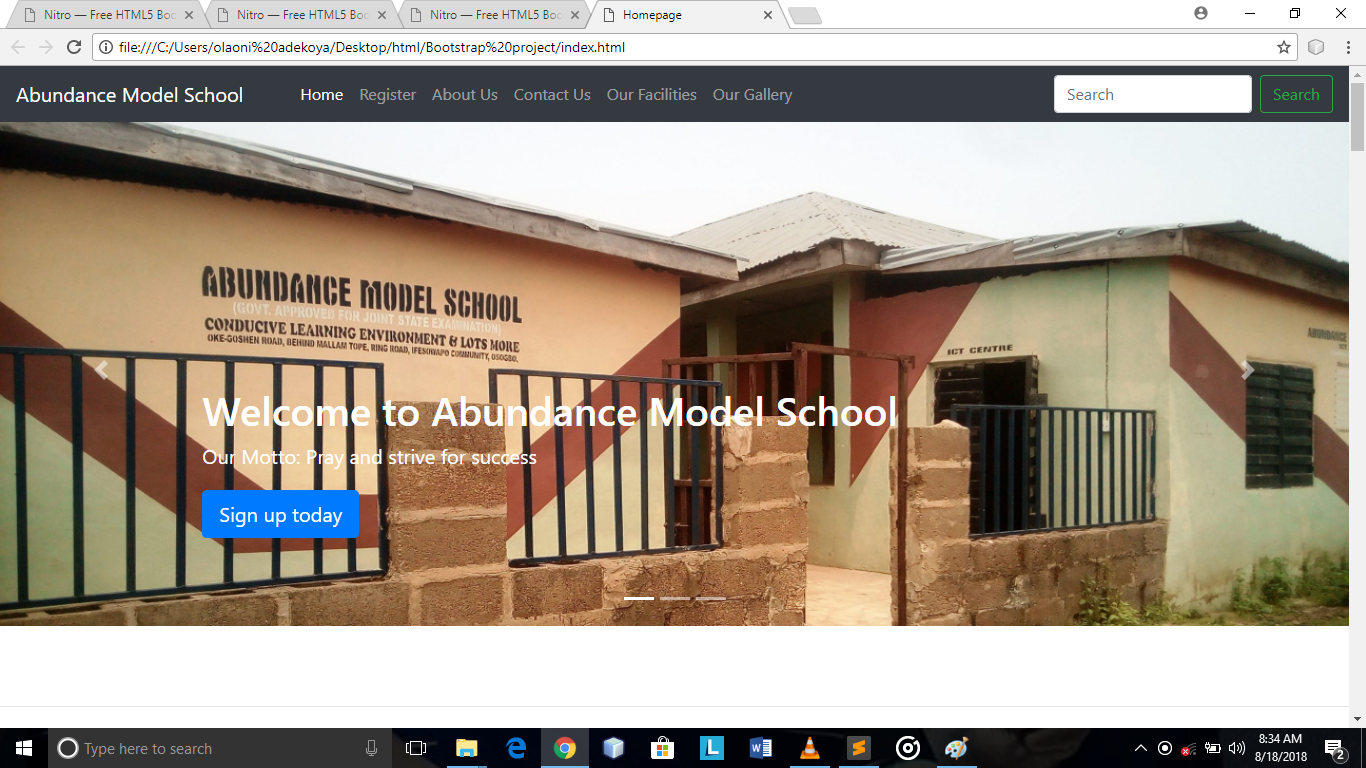 Nitro — Free HTML5 Boo
Nitro — Free HTML5 Boo
Nitro — Free HTML5 Boo
Homepage
file:///C:/Users/olaoni%20adekoya/Desktop/html/Bootstrap%20project/index.html
Abundance Model School
Home
Register
About Us
Contact Us
Our Facilities
Our Gallery
Search
Search
ABUNDANCE MODEL SCHOOL
(GOVT. APPROVED FOR JOINT STATE EXAMINATION)
CONDUCIVE LEARNING ENVIRONMENT & LOTS MORE
OKE-GOSHEN ROAD, BEHIND MALLAM TOPE, RING ROAD, IFESOWAPO COMMUNITY, OSOGBO.
ICT CENTRE
ABUNDANCE
Welcome to Abundance Model School
Our Motto: Pray and strive for success
Sign up today
Type here to search
8:34 AM
8/18/2018
2